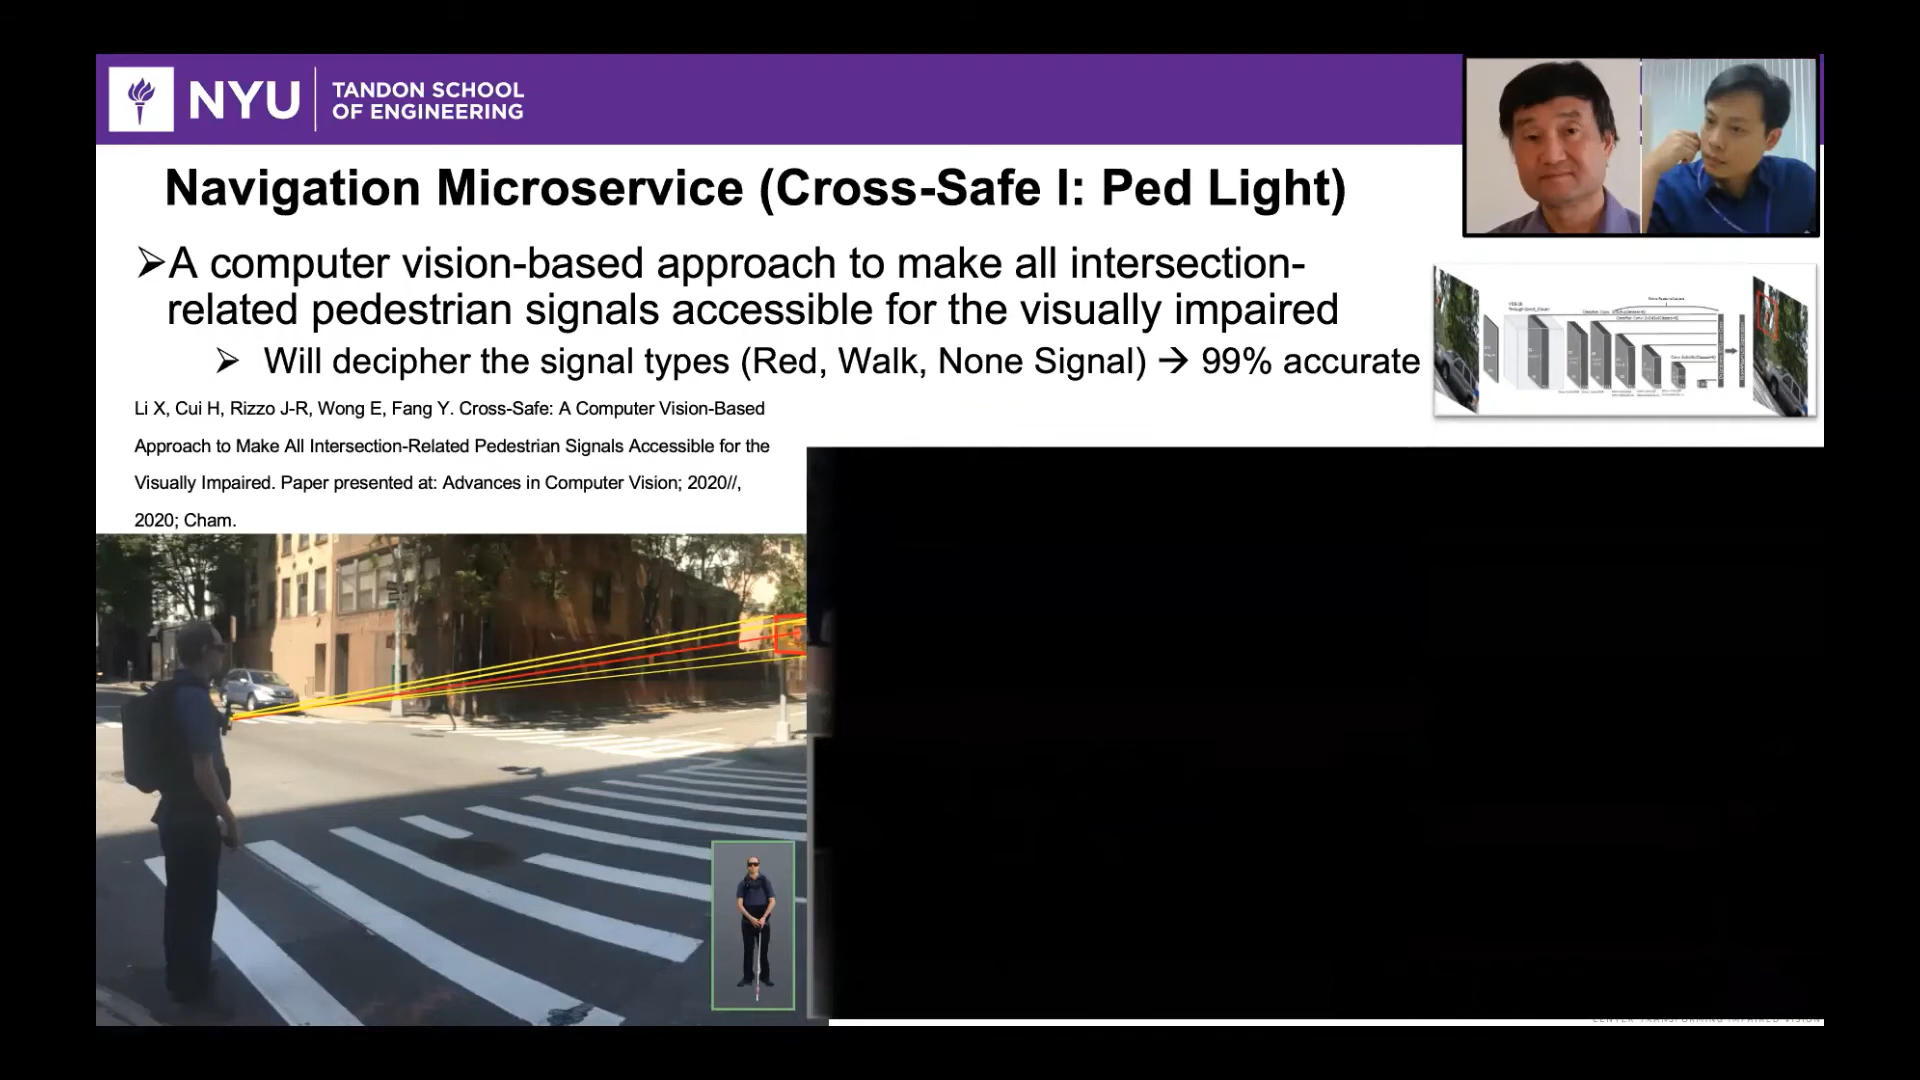 NYU
TANDON SCHOOL
OF ENGINEERING
Navigation Microservice (Cross-Safe I: Ped Light)
➢A computer vision-based approach to make all intersection-
related pedestrian signals accessible for the visually impaired
➢ Will decipher the signal types (Red, Walk, None Signal) → 99% accurate
Li X, Cui H, Rizzo J-R, Wong E, Fang Y. Cross-Safe: A Computer Vision-Based
Approach to Make All Intersection-Related Pedestrian Signals Accessible for the
Visually Impaired. Paper presented at: Advances in Computer Vision; 2020//,
2020; Cham.